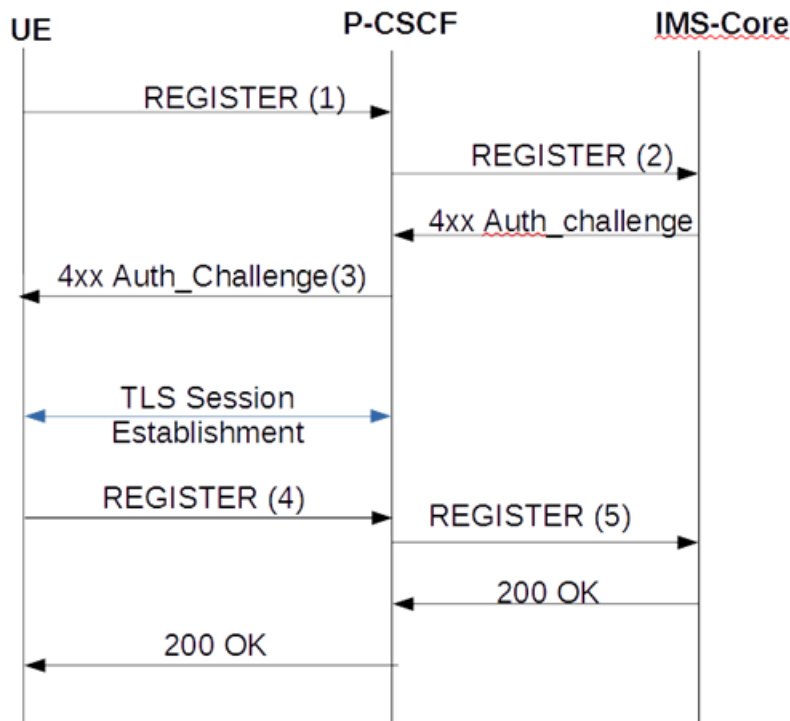 UE
P-CSCF
IMS-Core
REGISTER (1)
REGISTER (2)
4xx Auth_challenge
4xx Auth_Challenge(3)
TLS Session
Establishment
REGISTER (4)
REGISTER (5)
200 OK
200 OK